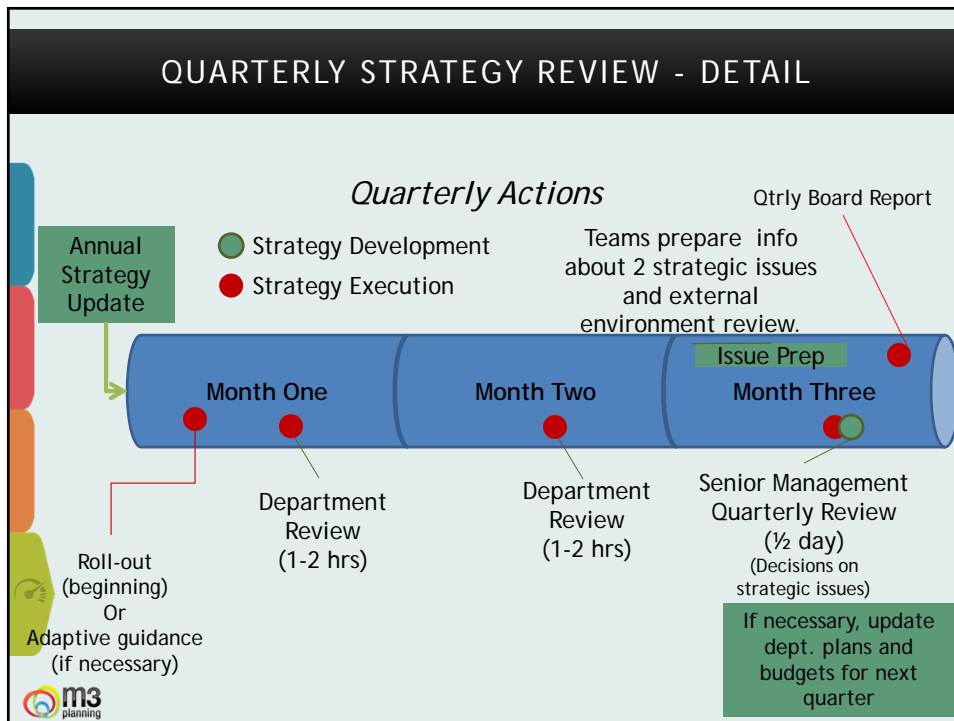 QUARTERLY STRATEGY REVIEW - DETAIL
Quarterly Actions
Strategy Development
Strategy Execution
Annual
Strategy
Update
Qtrly Board Report
Teams prepare info
about 2 strategic issues
and external
environment review.
Issue Prep
Month One
Month Two
Month Three
Roll-out
(beginning)
Or
Adaptive guidance
(if necessary)
Department
Review
(1-2 hrs)
Department
Review
(1-2 hrs)
Senior Management
Quarterly Review
(½ day)
(Decisions on
strategic issues)
If necessary, update
dept. plans and
budgets for next
quarter
m3
planning